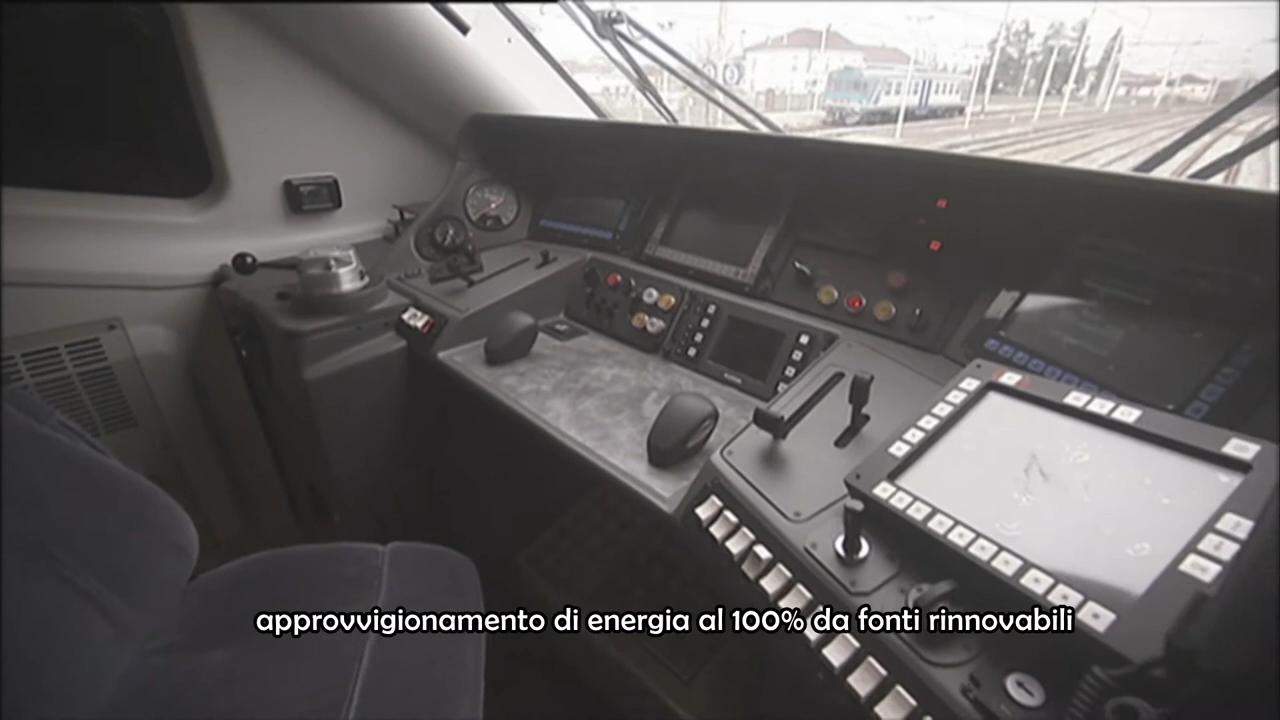 approvvigionamento di energia al 100% da fonti rinnovabili